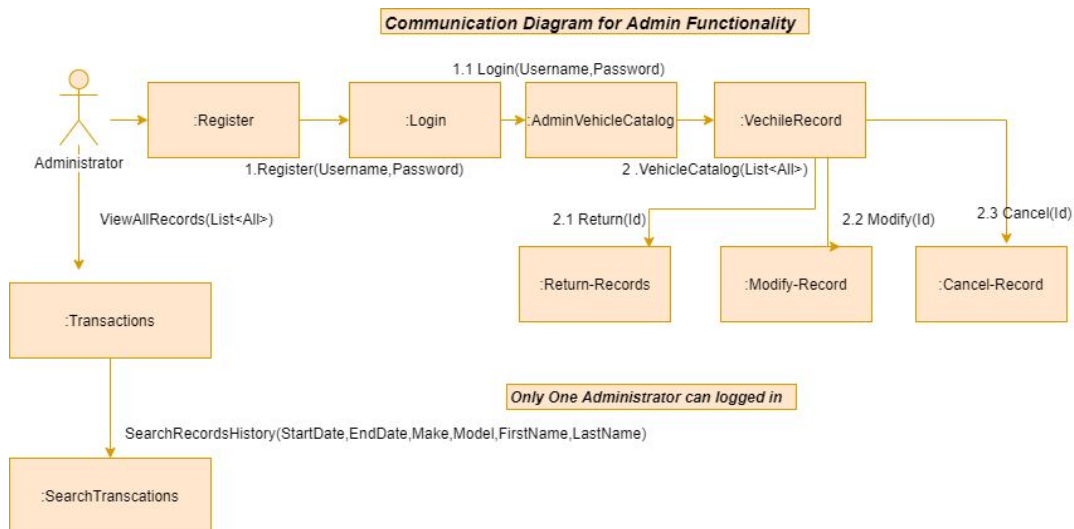 Communication Diagram for Admin Functionality
1.1 Login(Username,Password)
:Register
:Login
:AdminVehicleCatalog
:VechileRecord
Administrator
1.Register(Username,Password)
2 .VehicleCatalog(List<All>)
ViewAllRecords(List<All>)
2.1 Return(Id)
2.2 Modify(Id)
2.3 Cancel(Id)
:Return-Records
:Modify-Record
:Cancel-Record
:Transactions
Only One Administrator can logged in
SearchRecordsHistory(StartDate,EndDate,Make,Model,FirstName,LastName)
:SearchTranscations